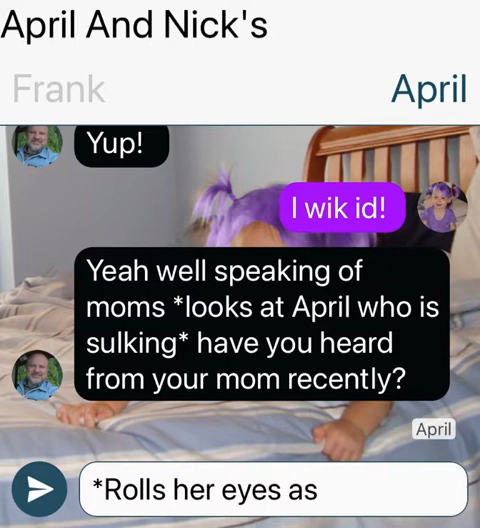 April And Nick's
Frank
April
Yup!
I wik id!
Yeah well speaking of
moms *looks at April who is
sulking* have you heard
from your mom recently?
April
*Rolls her eyes as